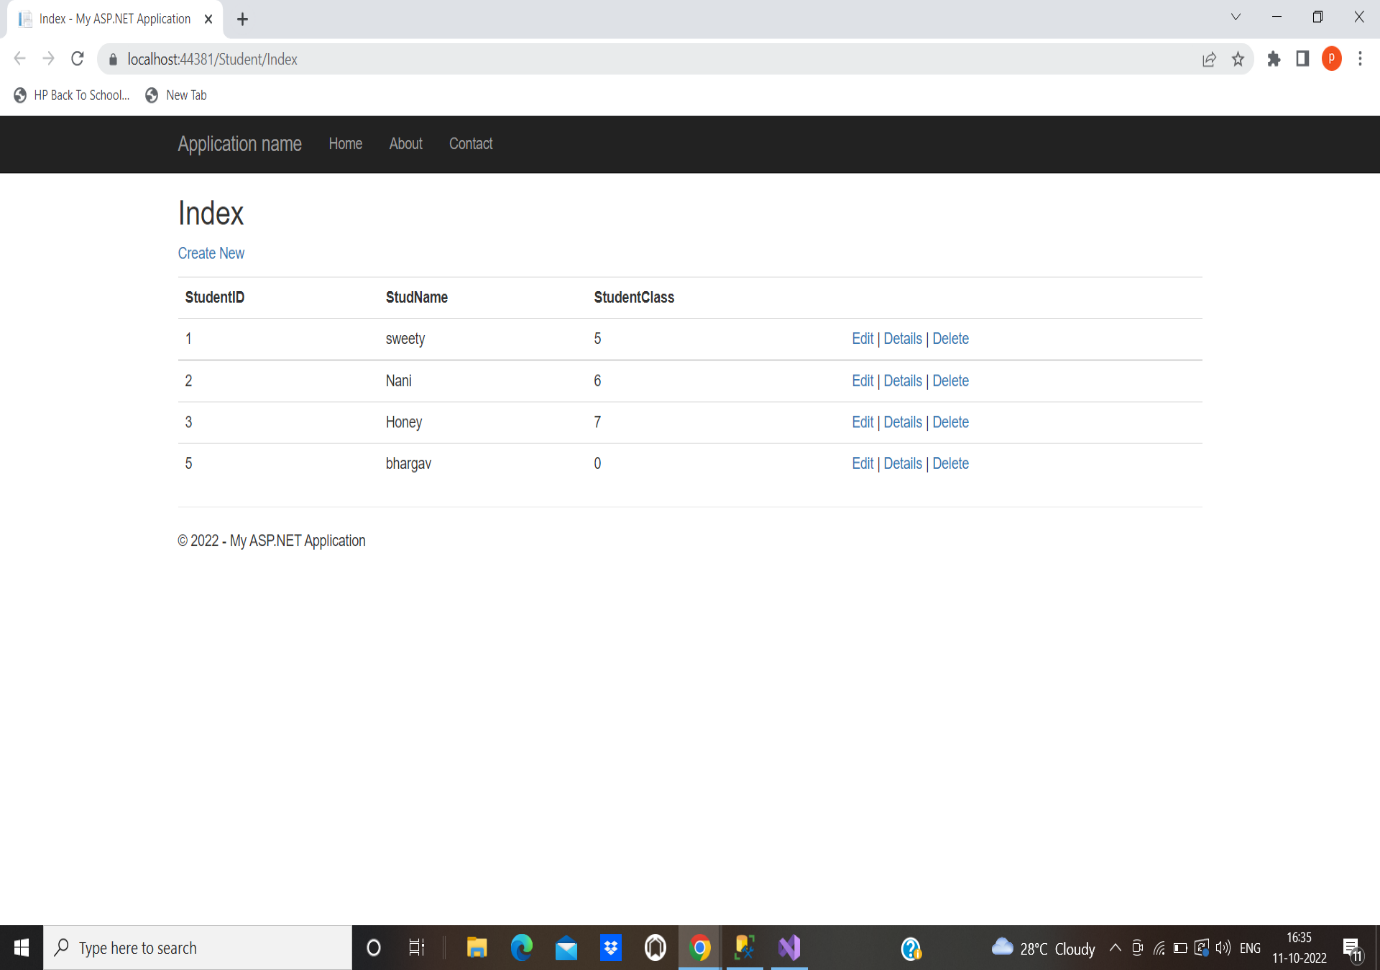 Index - My ASP.NET Application
localhost:44381/Student/Index
P
HP Back To School... New Tab
Application name Home About Contact
Index
Create New
StudentID StudName StudentClass
1 sweety 5 Edit | Details | Delete
2 Nani 6 Edit | Details | Delete
3 Honey 7 Edit | Details | Delete
5 bhargav 0 Edit | Details | Delete
© 2022 - My ASP.NET Application
Type here to search 28°C Cloudy ENG 16:35
11-10-2022 11